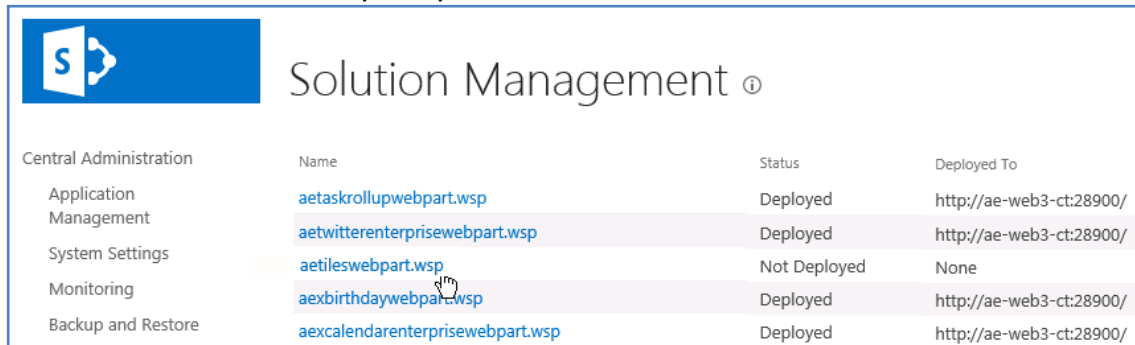 S
Solution Management
Central Administration
Application
Management
System Settings
Monitoring
Backup and Restore
Name Status Deployed To
aetaskrollupwebpart.wsp Deployed http://ae-web3-ct:28900/
aetwitterenterprisewebpart.wsp Deployed http://ae-web3-ct:28900/
aetileswebpart.wsp Not Deployed None
aexbirthdaywebpart.wsp Deployed http://ae-web3-ct:28900/
aexcalendarenterprisewebpart.wsp Deployed http://ae-web3-ct:28900/